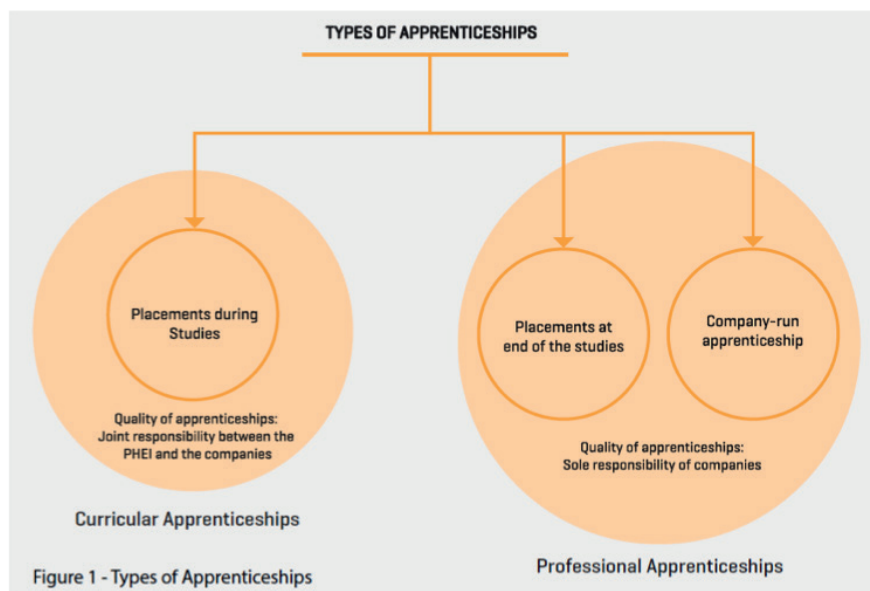 TYPES OF APPRENTICESHIPS
Placements during
Studies
Quality of apprenticeships:
Joint responsibility between the
PHEI and the companies
Curricular Apprenticeships
Placements at
end of the studies
Company-run
apprenticeship
Quality of apprenticeships:
Sole responsibility of companies
Professional Apprenticeships
Figure 1 - Types of Apprenticeships